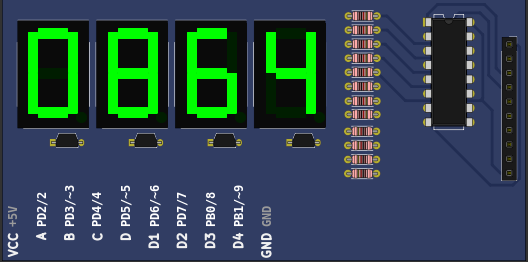 0864
VCC +5V
A PD2/2
B PD3/~3
C PD4/4
D PD5/~5
D1 PD6/~6
D2 PD7/7
D3 PB0/8
D4 PB1/~9
GND GND